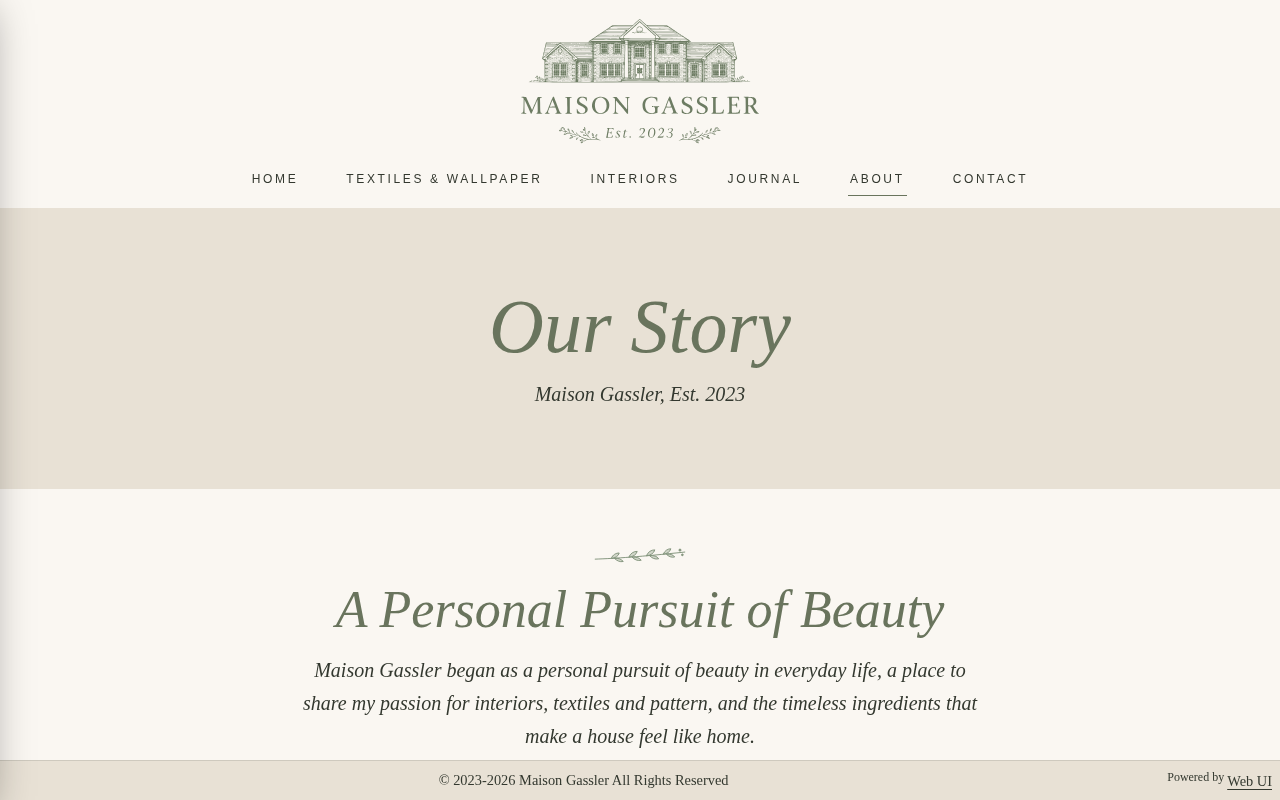 MAISON GASSLER
Est. 2023
HOME TEXTILES & WALLPAPER INTERIORS JOURNAL ABOUT CONTACT
Our Story
Maison Gassler, Est. 2023
A Personal Pursuit of Beauty
Maison Gassler began as a personal pursuit of beauty in everyday life, a place to
share my passion for interiors, textiles and pattern, and the timeless ingredients that
make a house feel like home.
© 2023-2026 Maison Gassler All Rights Reserved
Powered by Web UI